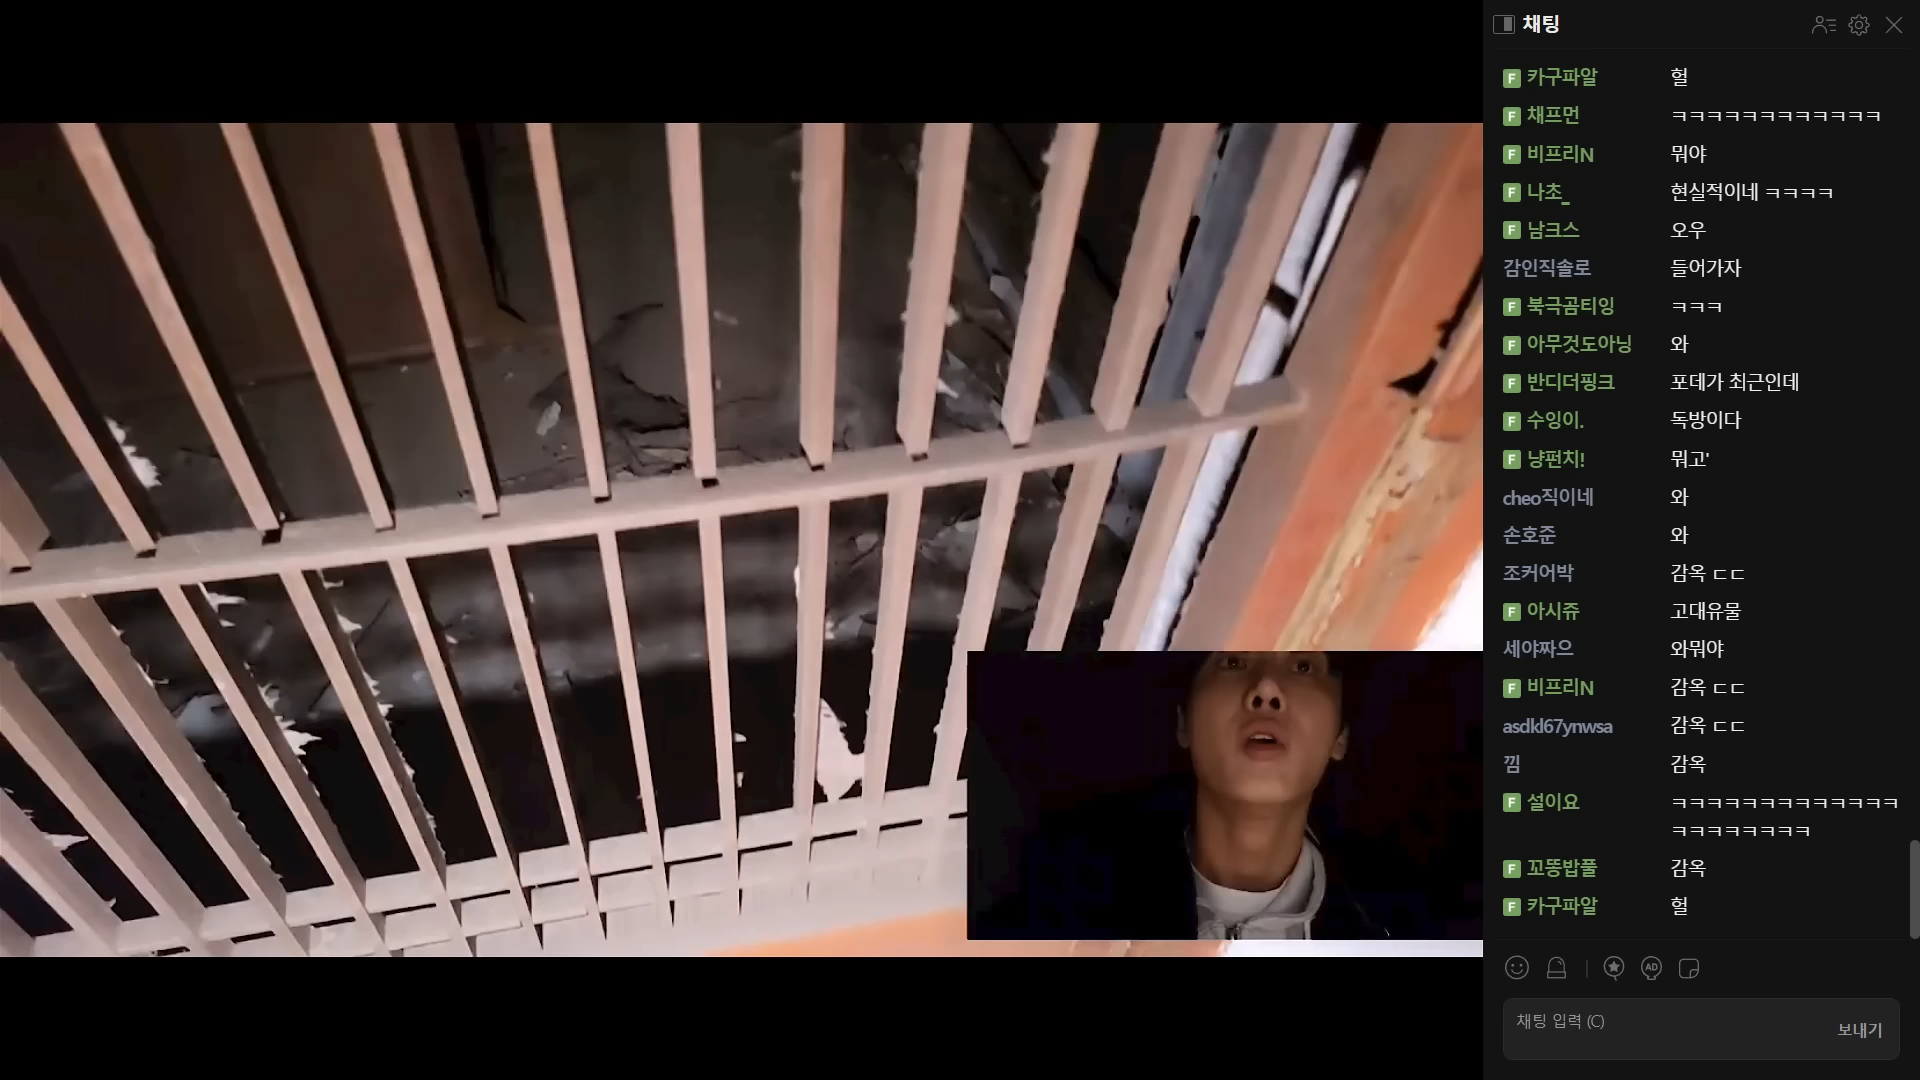 채팅
F 카구파알 헐
F 채프먼 ㅋㅋㅋㅋㅋㅋㅋㅋㅋㅋㅋㅋ
F 비프리N 뭐야
F 나초_ 현실적이네 ㅋㅋㅋㅋ
F 남크스 오우
감인직솔로 들어가자
F 북극곰티잉 ㅋㅋㅋ
F 아무것도아닝 와
F 반디더핑크 포데가 최근인데
F 수잉이. 독방이다
F 냥펀치! 뭐고'
cheo직이네 와
손호준 와
조커어박 감옥 ㄷㄷ
F 아시쥬 고대유물
세야짜으 와뭐야
F 비프리N 감옥 ㄷㄷ
asdkl67ynwsa 감옥 ㄷㄷ
낌 감옥
F 설이요 ㅋㅋㅋㅋㅋㅋㅋㅋㅋㅋㅋㅋㅋ
ㅋㅋㅋㅋㅋㅋㅋㅋ
F 꼬똥밥풀 감옥
F 카구파알 헐
AD
채팅 입력 (C)
보내기